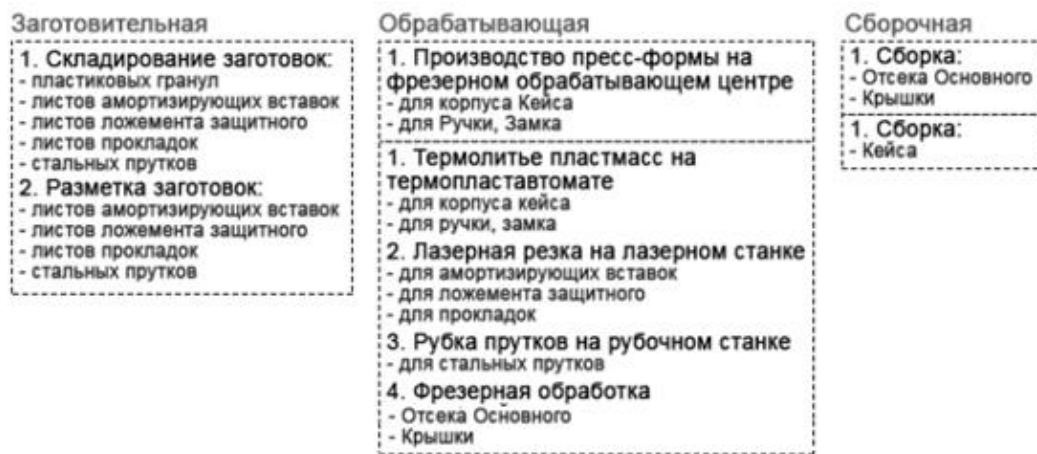 Заготовительная
1. Складирование заготовок:
- пластиковых гранул
- листов амортизирующих вставок
- листов ложемента защитного
- листов прокладок
- стальных прутков
2. Разметка заготовок:
- листов амортизирующих вставок
- листов ложемента защитного
- листов прокладок
- стальных прутков
Обрабатывающая
1. Производство пресс-формы на
фрезерном обрабатывающем центре
- для корпуса Кейса
- для Ручки, Замка
1. Термолитье пластмасс на
термопластавтомате
- для корпуса кейса
- для ручки, замка
2. Лазерная резка на лазерном станке
- для амортизирующих вставок
- для ложемента защитного
- для прокладок
3. Рубка прутков на рубочном станке
- для стальных прутков
4. Фрезерная обработка
- Отсека Основного
- Крышки
Сборочная
1. Сборка:
- Отсека Основного
- Крышки
1. Сборка:
- Кейса